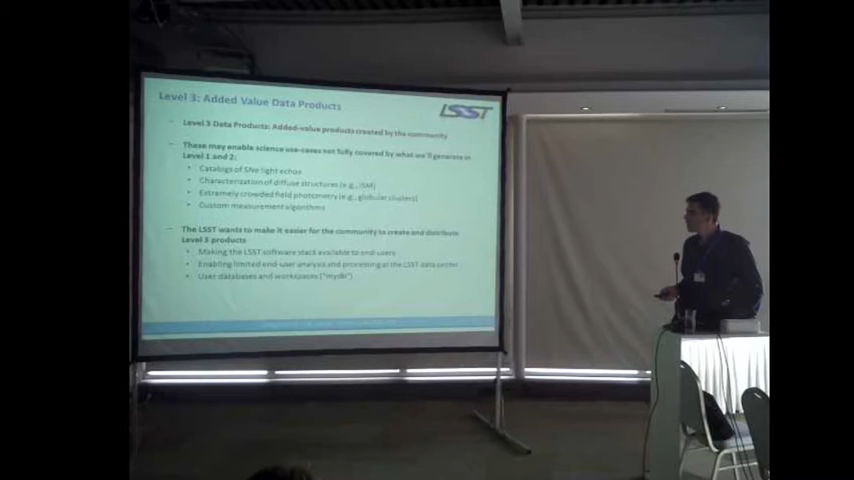 Level 3: Added Value Data Products
LSST
– Level 3 Data Products: Added-value products created by the community
– These may enable science use-cases not fully covered by what we'll generate in
Level 1 and 2:
• Catalogs of SNe light echos
• Characterization of diffuse structures (e.g., ISM)
• Extremely crowded field photometry (e.g., globular clusters)
• Custom measurement algorithms
– The LSST wants to make it easier for the community to create and distribute
Level 3 products
• Making the LSST software stack available to end-users
• Enabling limited end-user analysis and processing at the LSST data center
• User databases and workspaces ("mydb")